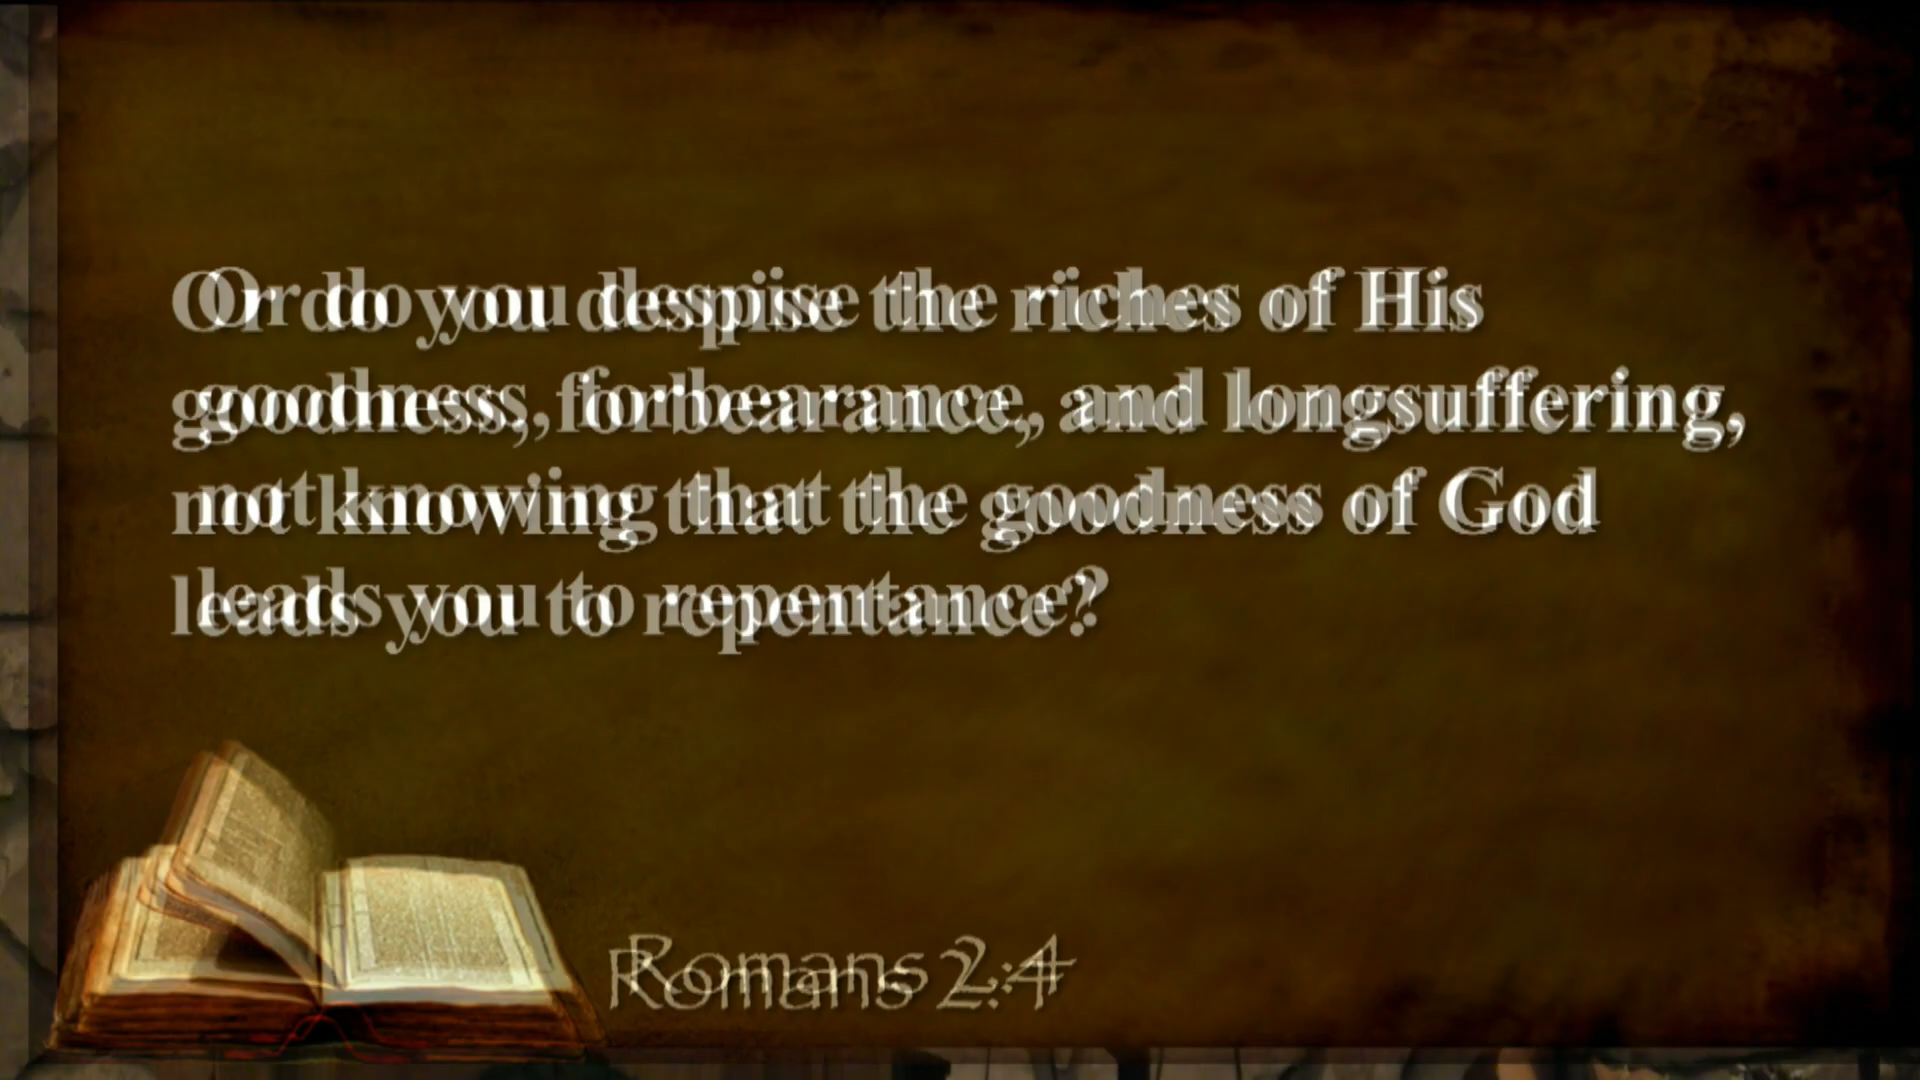 Or do you despise the riches of His
goodness, forbearance, and longsuffering,
not knowing that the goodness of God
leads you to repentance?
Romans 2:4